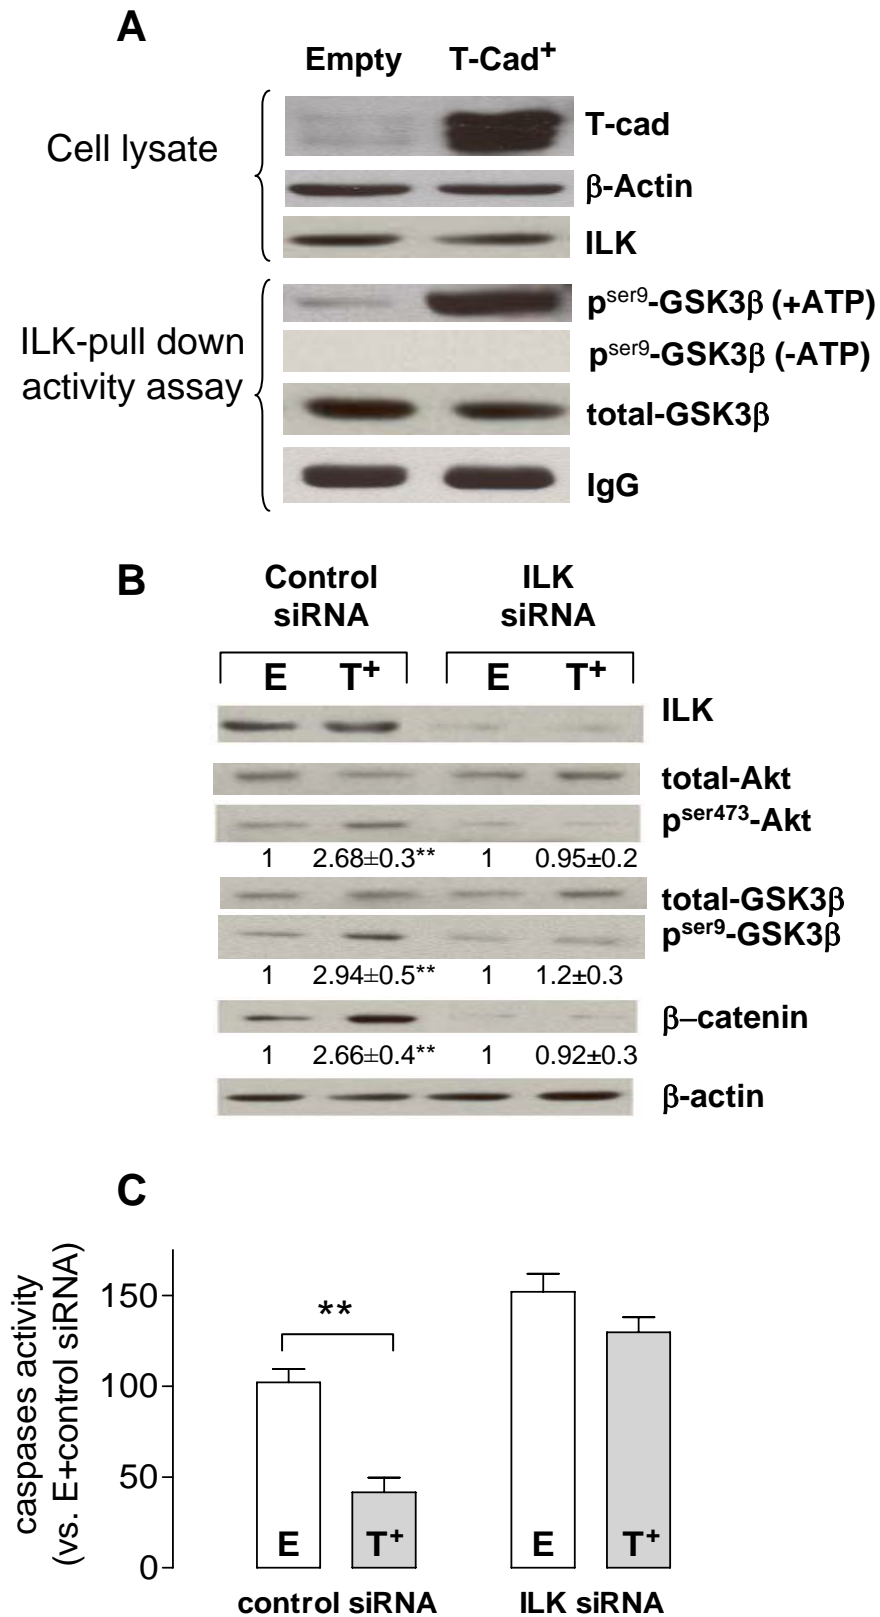 A
Empty T-Cad⁺
Cell lysate
T-cad
β-Actin
ILK
ILK-pull down
activity assay
pˢᵉʳ⁹-GSK3β (+ATP)
pˢᵉʳ⁹-GSK3β (-ATP)
total-GSK3β
IgG
B
Control siRNA
ILK siRNA
E T⁺ E T⁺
ILK
total-Akt
pˢᵉʳ⁴⁷³-Akt
1 2.68±0.3** 1 0.95±0.2
total-GSK3β
pˢᵉʳ⁹-GSK3β
1 2.94±0.5** 1 1.2±0.3
β–catenin
1 2.66±0.4** 1 0.92±0.3
β-actin
C
caspases activity
(vs. E+control siRNA)
150
100
50
0
**
E T⁺ E T⁺
control siRNA ILK siRNA